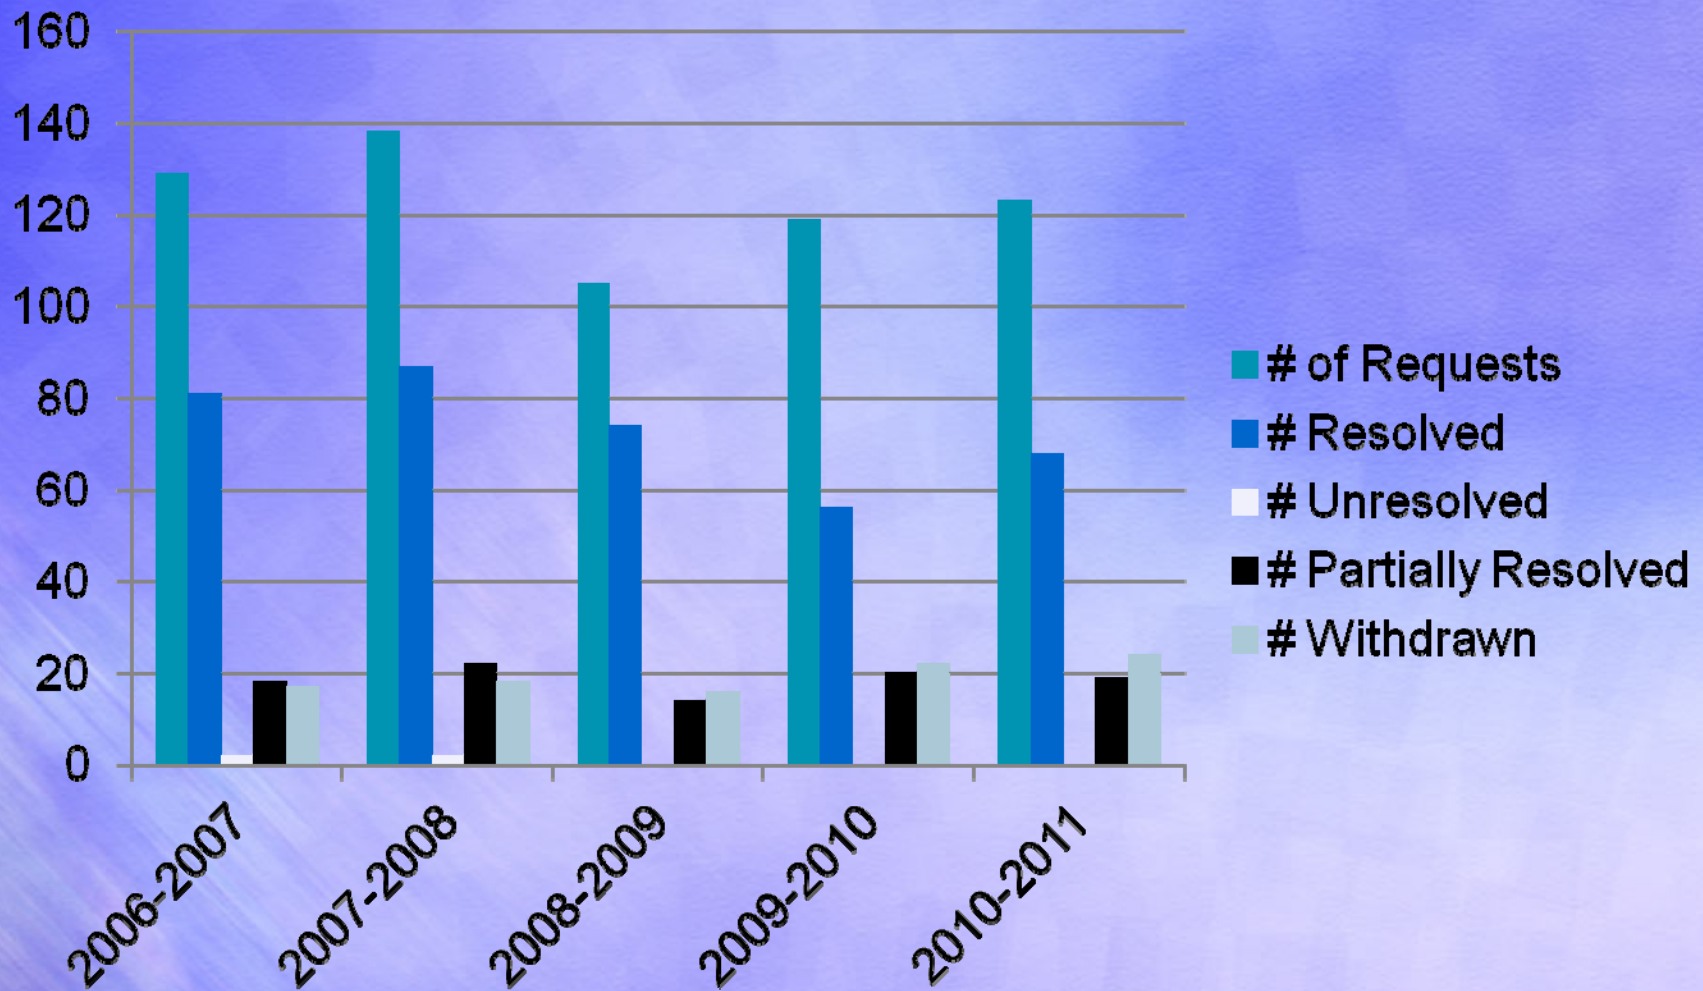 160
140
120
100
80
60
40
20
0
2006-2007
2007-2008
2008-2009
2009-2010
2010-2011
# of Requests
# Resolved
# Unresolved
# Partially Resolved
# Withdrawn